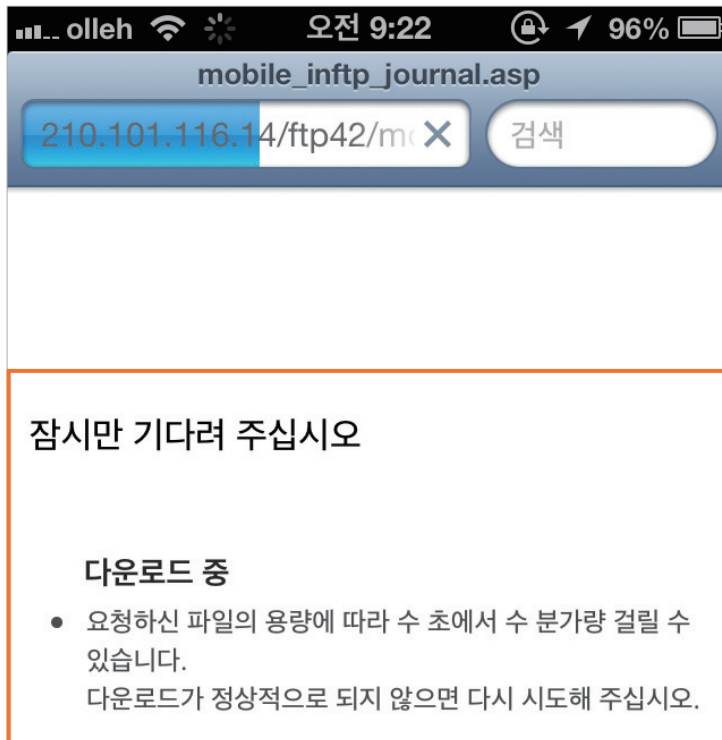 olleh 오전 9:22 96%
mobile_inftp_journal.asp
210.101.116.14/ftp42/m 검색
잠시만 기다려 주십시오
다운로드 중
● 요청하신 파일의 용량에 따라 수 초에서 수 분가량 걸릴 수
있습니다.
다운로드가 정상적으로 되지 않으면 다시 시도해 주십시오.